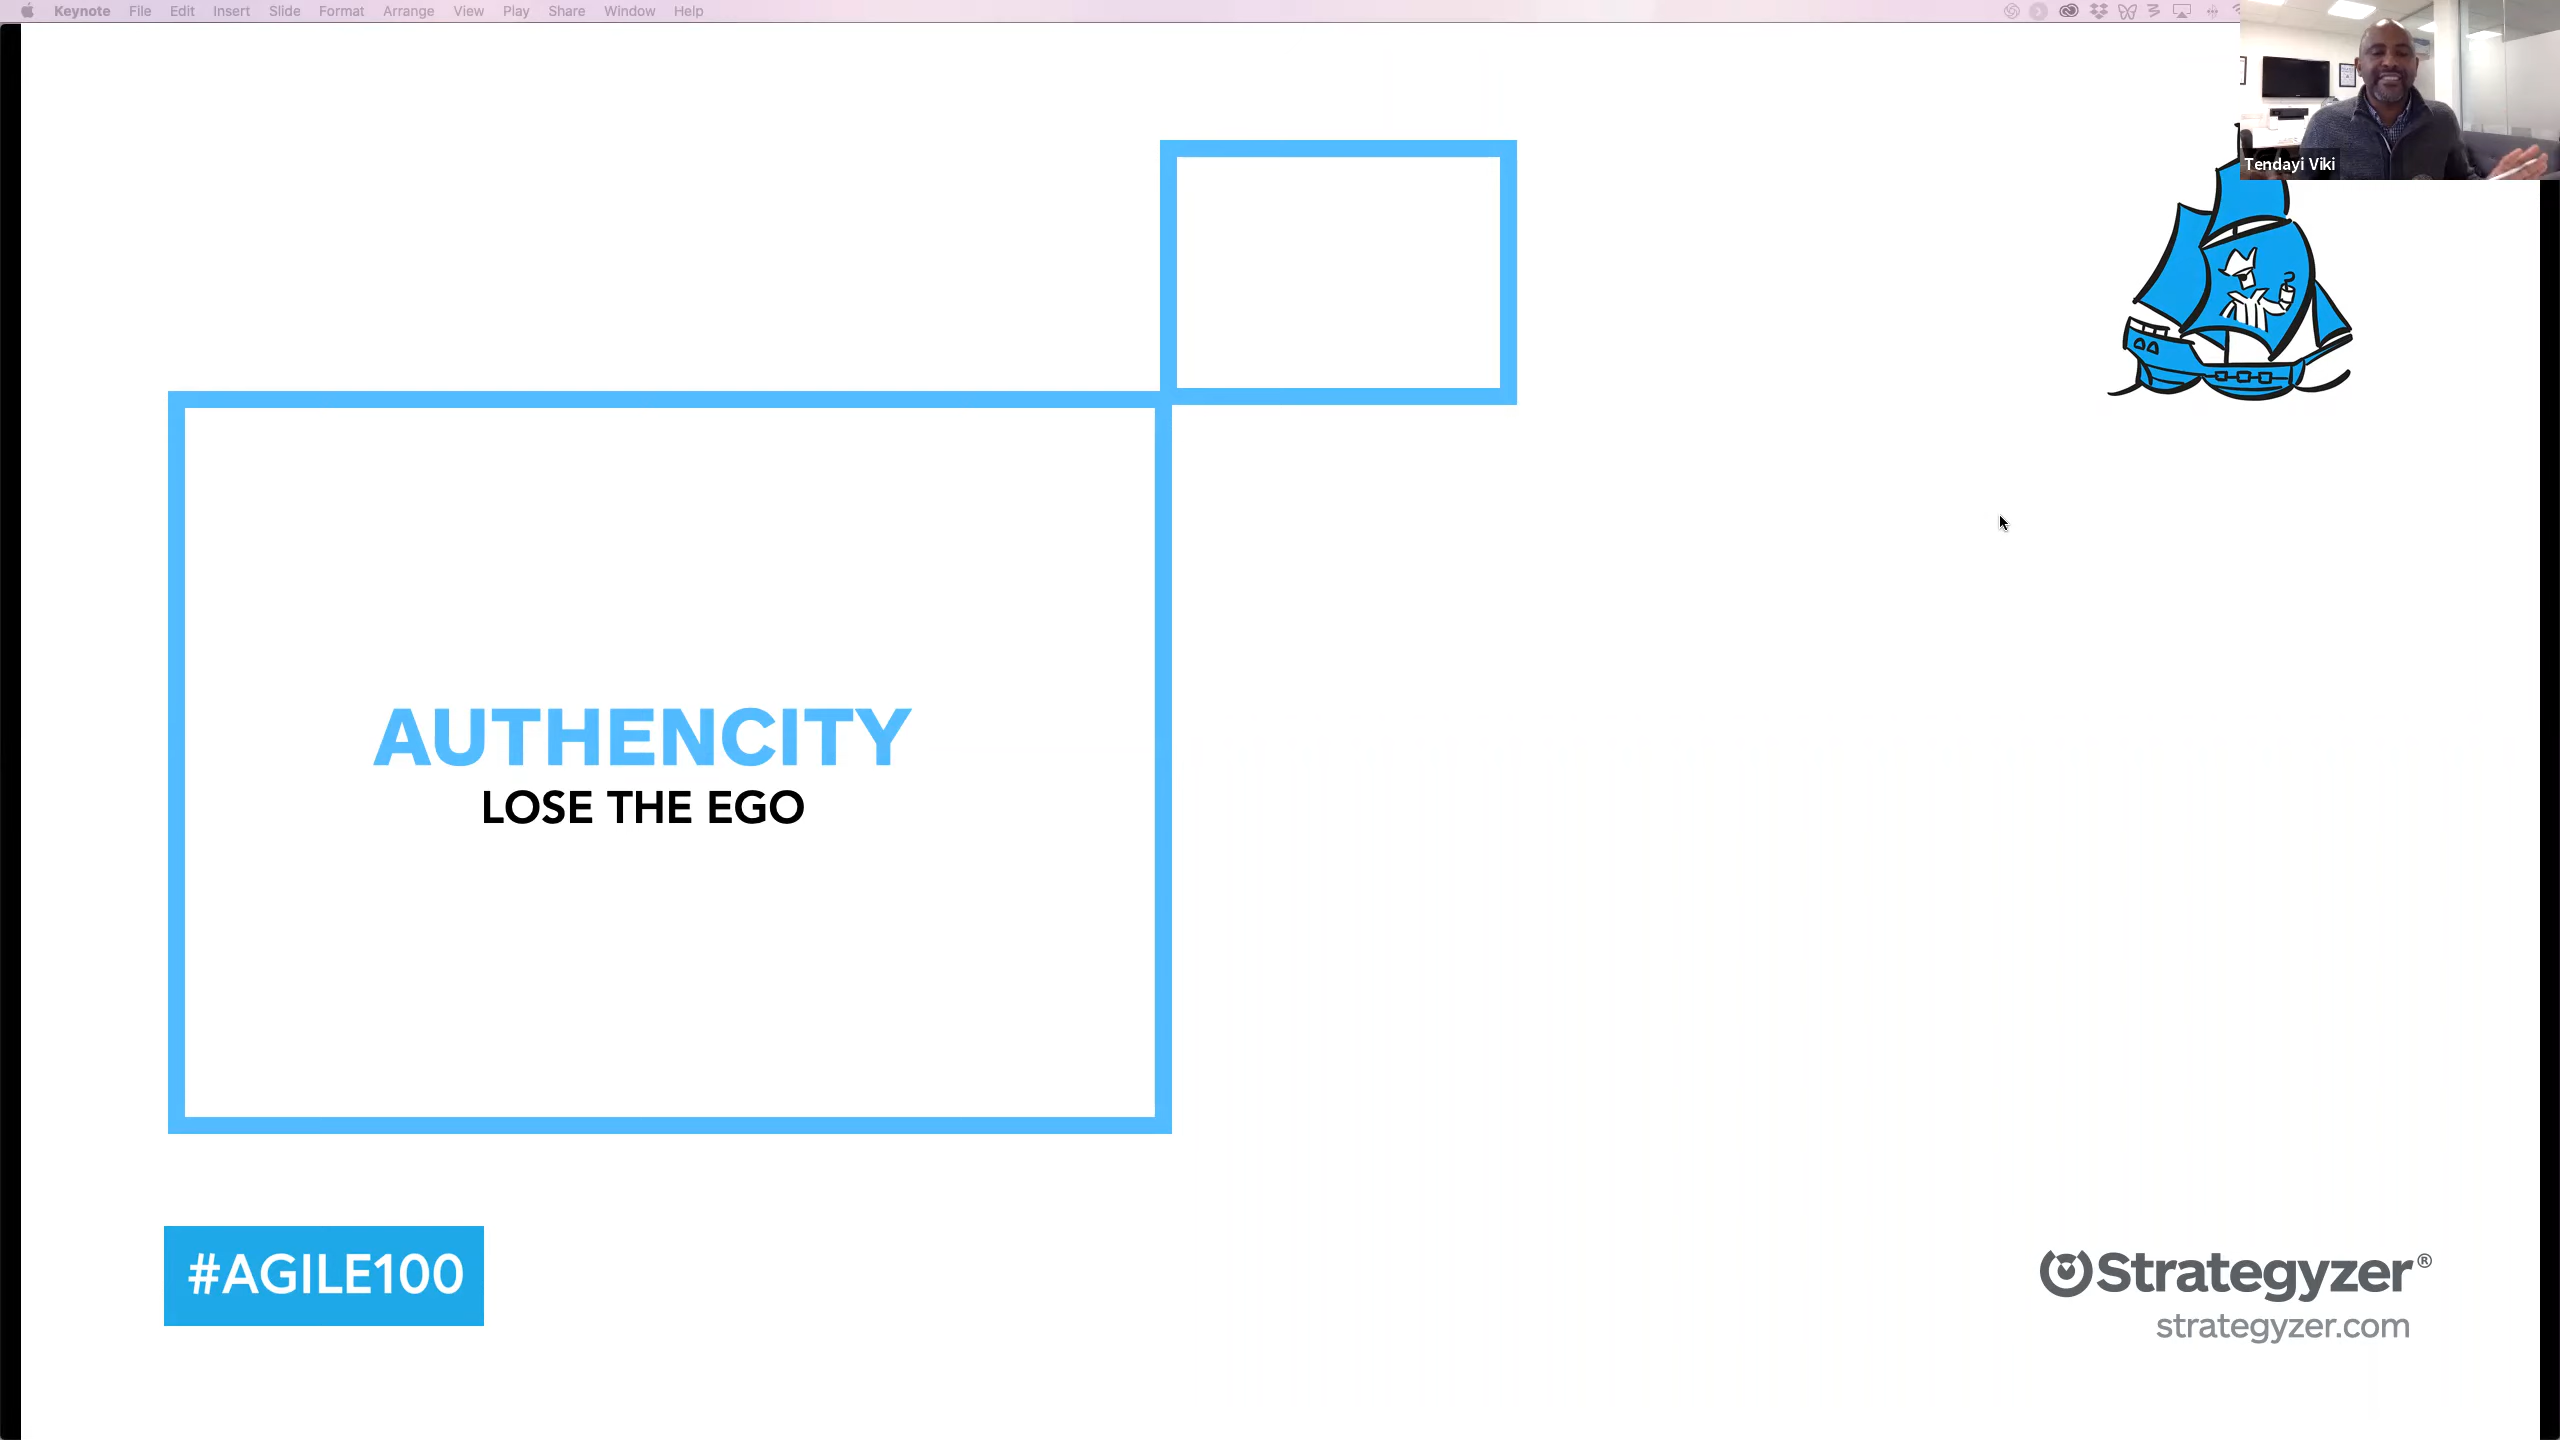 Keynote File Edit Insert Slide Format Arrange View Play Share Window Help
Tendayi Viki
AUTHENCITY
LOSE THE EGO
#AGILE100
Strategyzer®
strategyzer.com